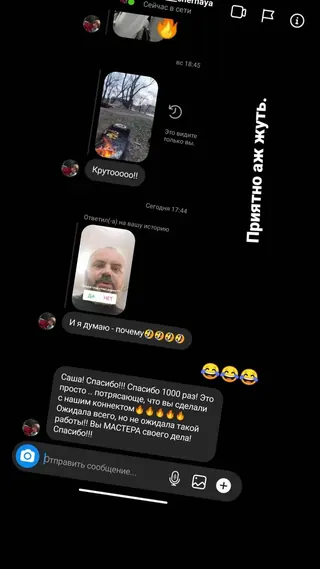 Сейчас в сети
вс 18:45
Это видите
только вы.
Крутооооо!!
Сегодня 17:44
Ответил(-а) на вашу историю
ДА НЕТ
И я думаю - почему🤣🤣🤣🤣
😂😂😂
Саша! Спасибо!!! Спасибо 1000 раз! Это
просто .. потрясающе, что вы сделали
с нашим коннектом🔥🔥🔥🔥🔥
Ожидала всего, но не ожидала такой
работы!! Вы МАСТЕРА своего дела!
Спасибо!!!
Отправить сообщение...
Приятно аж жуть.